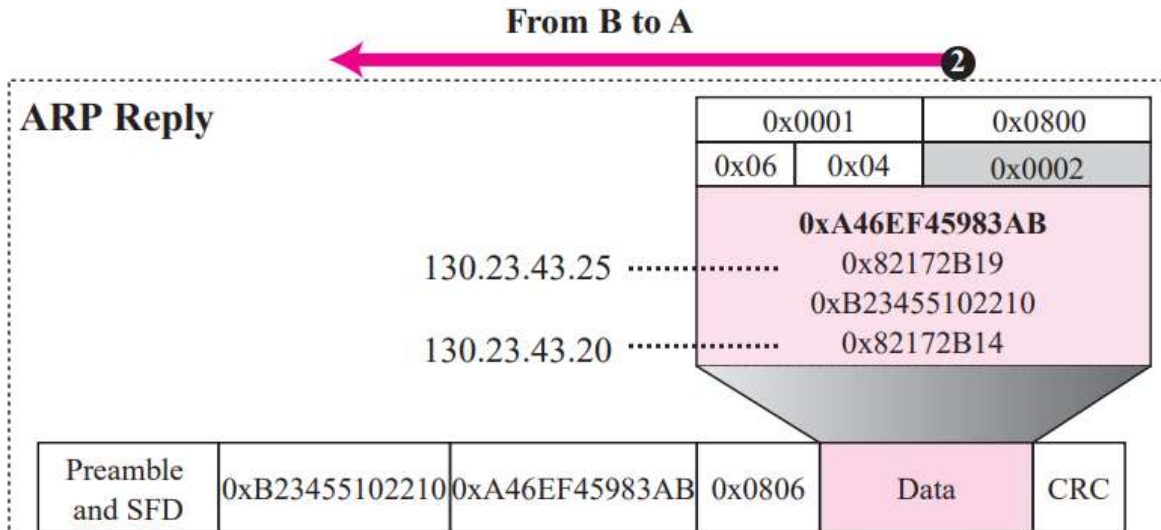 From B to A
2
ARP Reply
0x0001 0x0800
0x06 0x04 0x0002
0xA46EF45983AB
130.23.43.25 0x82172B19
0xB23455102210
130.23.43.20 0x82172B14
Preamble
and SFD
0xB23455102210 0xA46EF45983AB 0x0806 Data CRC